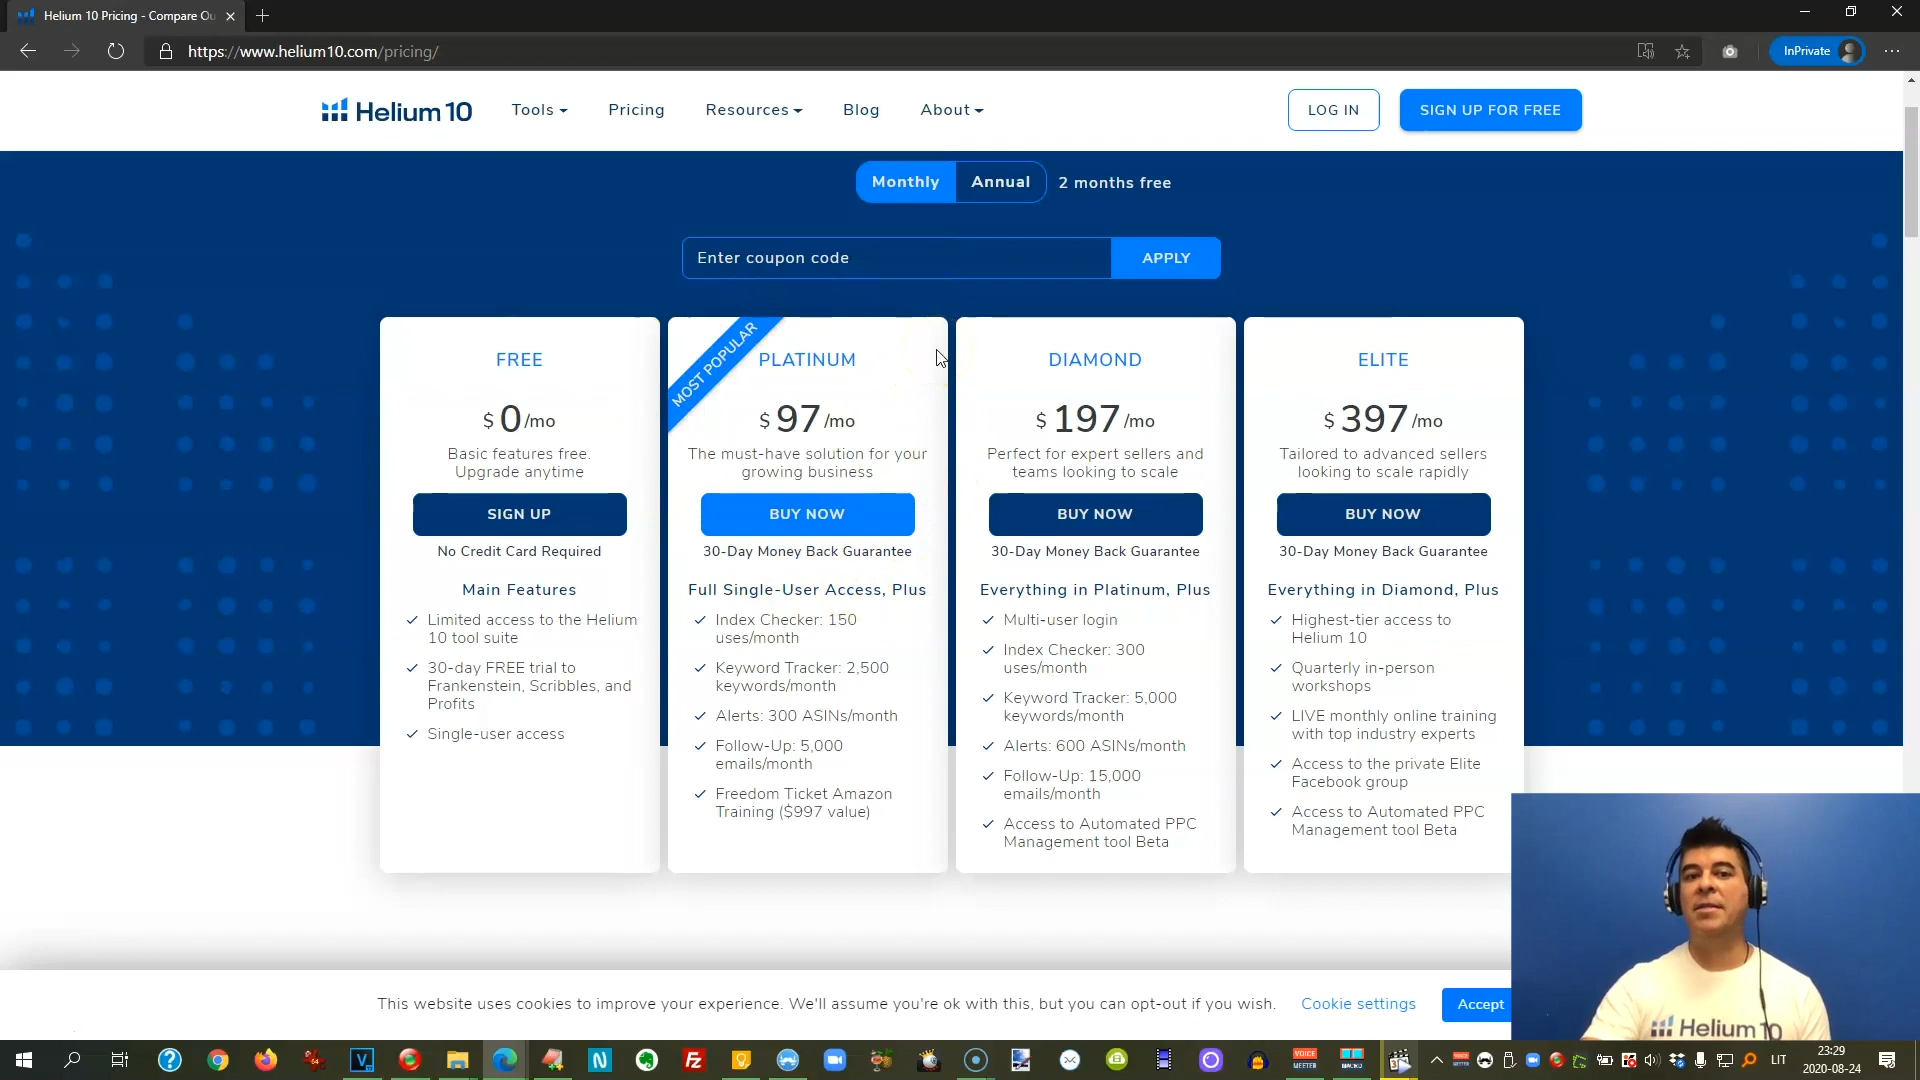 Helium 10 Pricing - Compare Ou
https://www.helium10.com/pricing/
InPrivate
Helium 10
Tools
Pricing
Resources
Blog
About
LOG IN
SIGN UP FOR FREE
Monthly
Annual
2 months free
Enter coupon code
APPLY
FREE
$ 0 /mo
Basic features free.
Upgrade anytime
SIGN UP
No Credit Card Required
Main Features
Limited access to the Helium
10 tool suite
30-day FREE trial to
Frankenstein, Scribbles, and
Profits
Single-user access
MOST POPULAR
PLATINUM
$ 97 /mo
The must-have solution for your
growing business
BUY NOW
30-Day Money Back Guarantee
Full Single-User Access, Plus
Index Checker: 150
uses/month
Keyword Tracker: 2,500
keywords/month
Alerts: 300 ASINs/month
Follow-Up: 5,000
emails/month
Freedom Ticket Amazon
Training ($997 value)
DIAMOND
$ 197 /mo
Perfect for expert sellers and
teams looking to scale
BUY NOW
30-Day Money Back Guarantee
Everything in Platinum, Plus
Multi-user login
Index Checker: 300
uses/month
Keyword Tracker: 5,000
keywords/month
Alerts: 600 ASINs/month
Follow-Up: 15,000
emails/month
Access to Automated PPC
Management tool Beta
ELITE
$ 397 /mo
Tailored to advanced sellers
looking to scale rapidly
BUY NOW
30-Day Money Back Guarantee
Everything in Diamond, Plus
Highest-tier access to
Helium 10
Quarterly in-person
workshops
LIVE monthly online training
with top industry experts
Access to the private Elite
Facebook group
Access to Automated PPC
Management tool Beta
This website uses cookies to improve your experience. We'll assume you're ok with this, but you can opt-out if you wish.
Cookie settings
Accept
Helium 10
LIT
23:29
2020-08-24